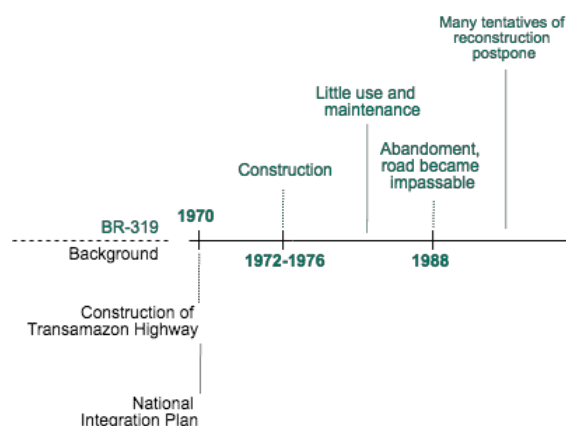 Many tentatives of
reconstruction
postpone
Little use and
maintenance
Abandoment,
road became
impassable
Construction
BR-319
1970
Background
1972-1976
1988
Construction of
Transamazon Highway
National
Integration Plan